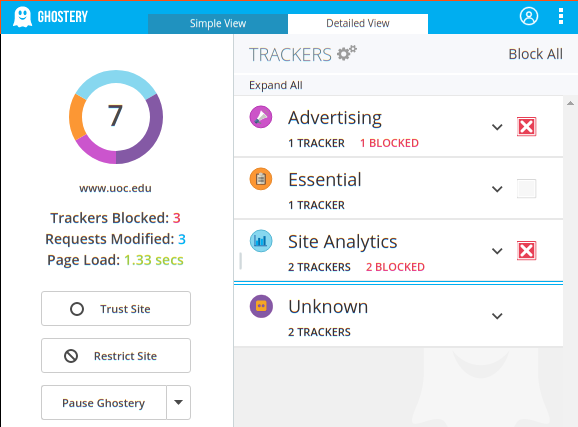 GHOSTERY
Simple View
Detailed View
7
www.uoc.edu
Trackers Blocked: 3
Requests Modified: 3
Page Load: 1.33 secs
Trust Site
Restrict Site
Pause Ghostery
TRACKERS
Block All
Expand All
Advertising
1 TRACKER 1 BLOCKED
Essential
1 TRACKER
Site Analytics
2 TRACKERS 2 BLOCKED
Unknown
2 TRACKERS